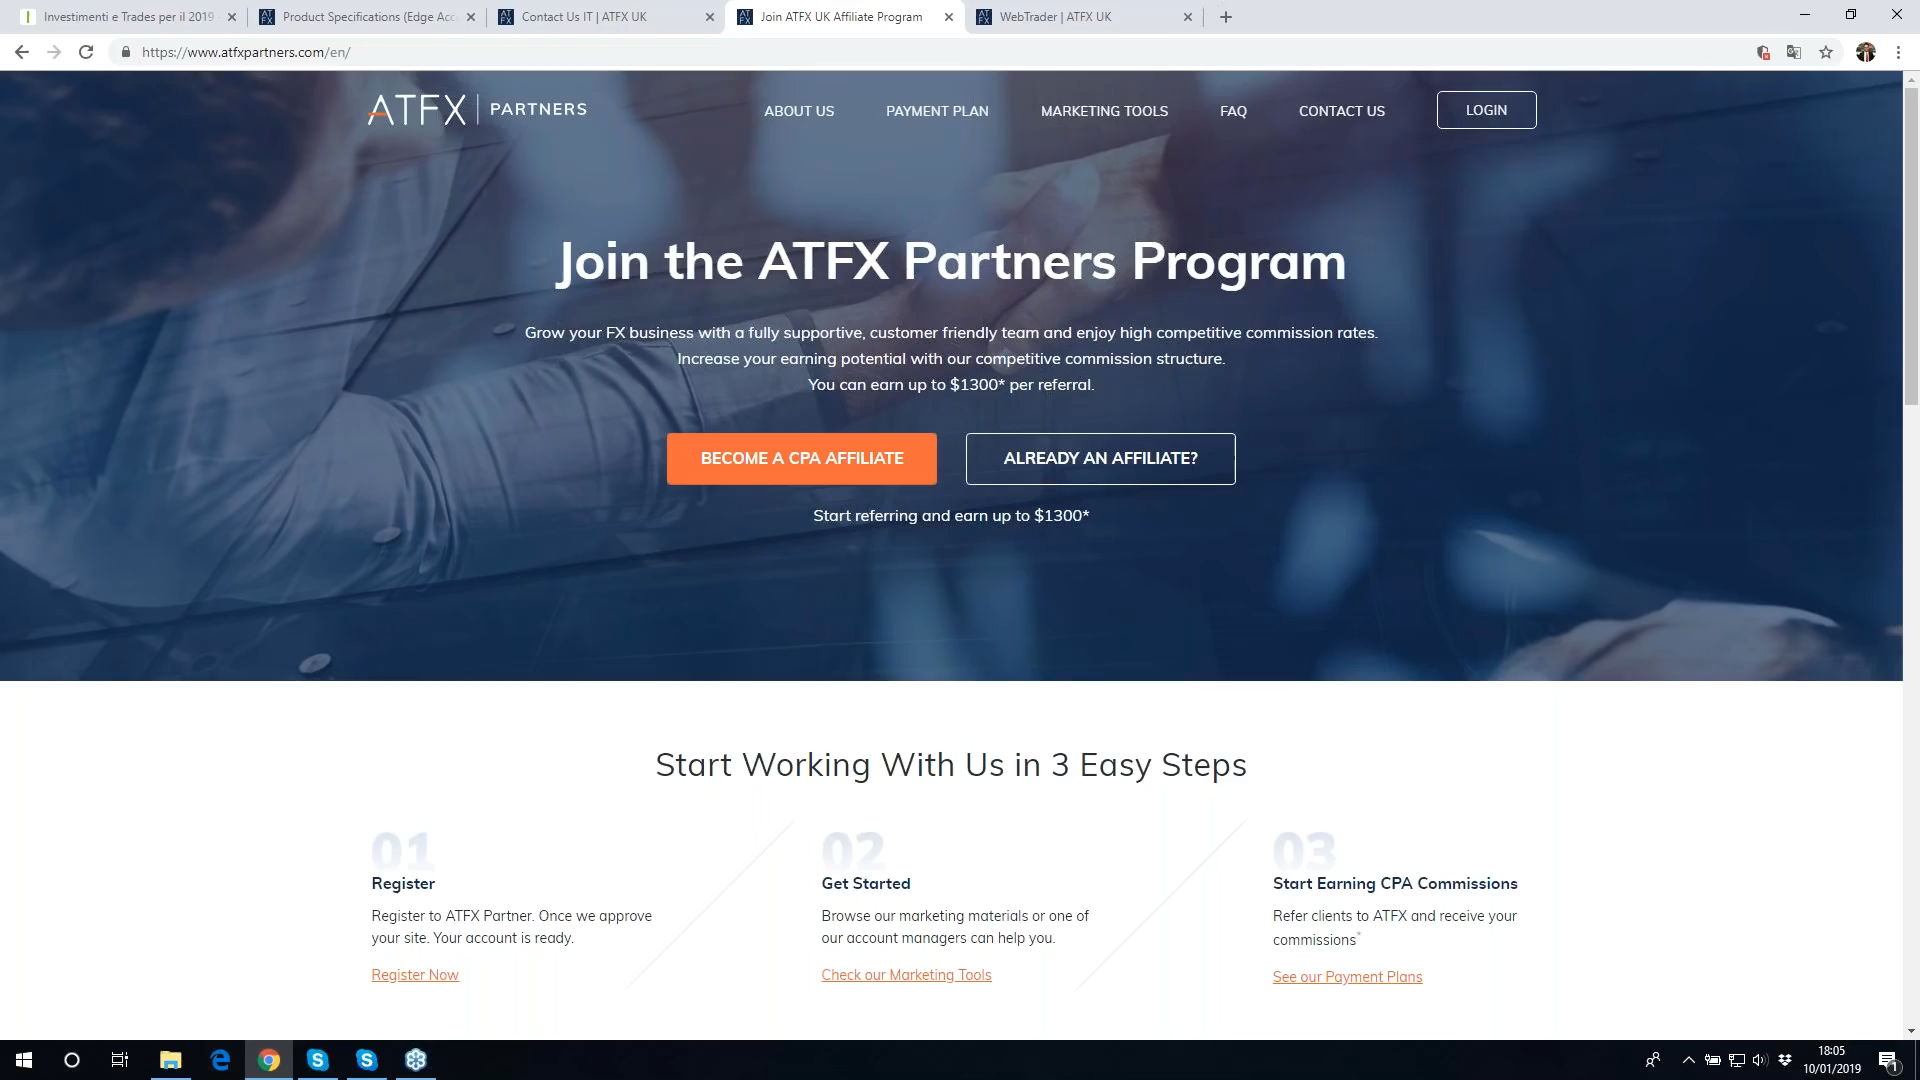 Investimenti e Trades per il 2019
Product Specifications (Edge Acc
Contact Us IT | ATFX UK
Join ATFX UK Affiliate Program
WebTrader | ATFX UK
https://www.atfxpartners.com/en/
ATFX | PARTNERS
ABOUT US
PAYMENT PLAN
MARKETING TOOLS
FAQ
CONTACT US
LOGIN
Join the ATFX Partners Program
Grow your FX business with a fully supportive, customer friendly team and enjoy high competitive commission rates.
Increase your earning potential with our competitive commission structure.
You can earn up to $1300* per referral.
BECOME A CPA AFFILIATE
ALREADY AN AFFILIATE?
Start referring and earn up to $1300*
Start Working With Us in 3 Easy Steps
01
Register
Register to ATFX Partner. Once we approve
your site. Your account is ready.
Register Now
02
Get Started
Browse our marketing materials or one of
our account managers can help you.
Check our Marketing Tools
03
Start Earning CPA Commissions
Refer clients to ATFX and receive your
commissions*
See our Payment Plans
18:05
10/01/2019
1